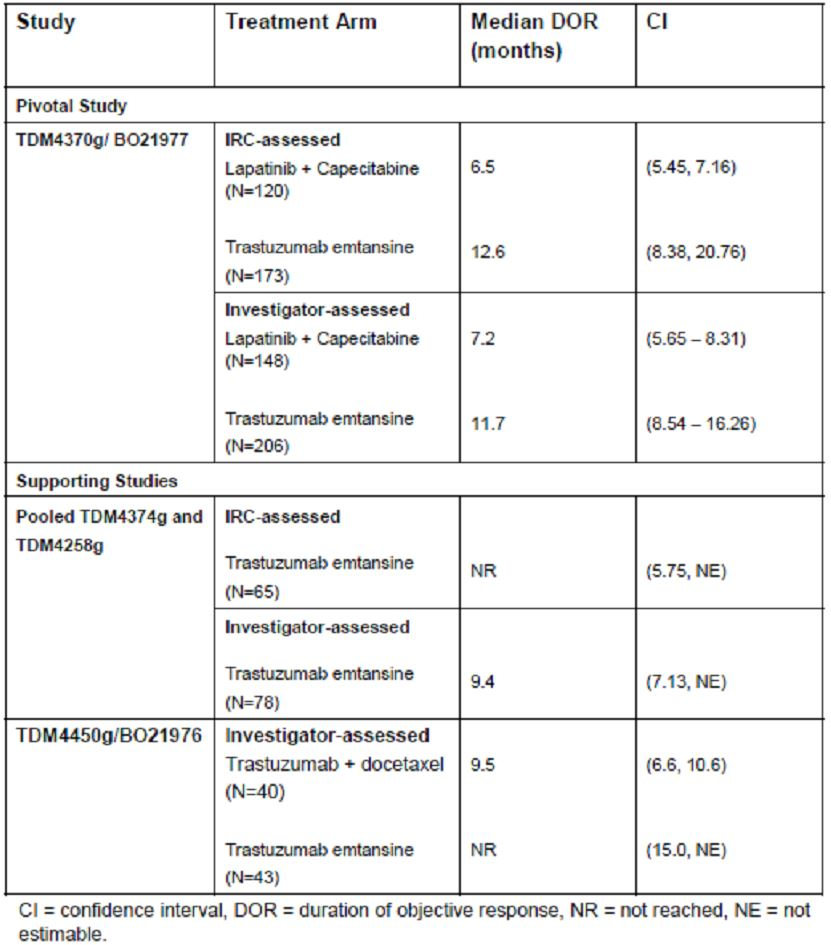 Study Treatment Arm Median DOR CI
(months)
Pivotal Study
TDM4370g/ BO21977 IRC-assessed
Lapatinib + Capecitabine 6.5 (5.45, 7.16)
(N=120)
Trastuzumab emtansine 12.6 (8.38, 20.76)
(N=173)
Investigator-assessed
Lapatinib + Capecitabine 7.2 (5.65 – 8.31)
(N=148)
Trastuzumab emtansine 11.7 (8.54 – 16.26)
(N=206)
Supporting Studies
Pooled TDM4374g and IRC-assessed
TDM4258g
Trastuzumab emtansine NR (5.75, NE)
(N=65)
Investigator-assessed
Trastuzumab emtansine 9.4 (7.13, NE)
(N=78)
TDM4450g/BO21976 Investigator-assessed
Trastuzumab + docetaxel 9.5 (6.6, 10.6)
(N=40)
Trastuzumab emtansine NR (15.0, NE)
(N=43)
CI = confidence interval, DOR = duration of objective response, NR = not reached, NE = not
estimable.